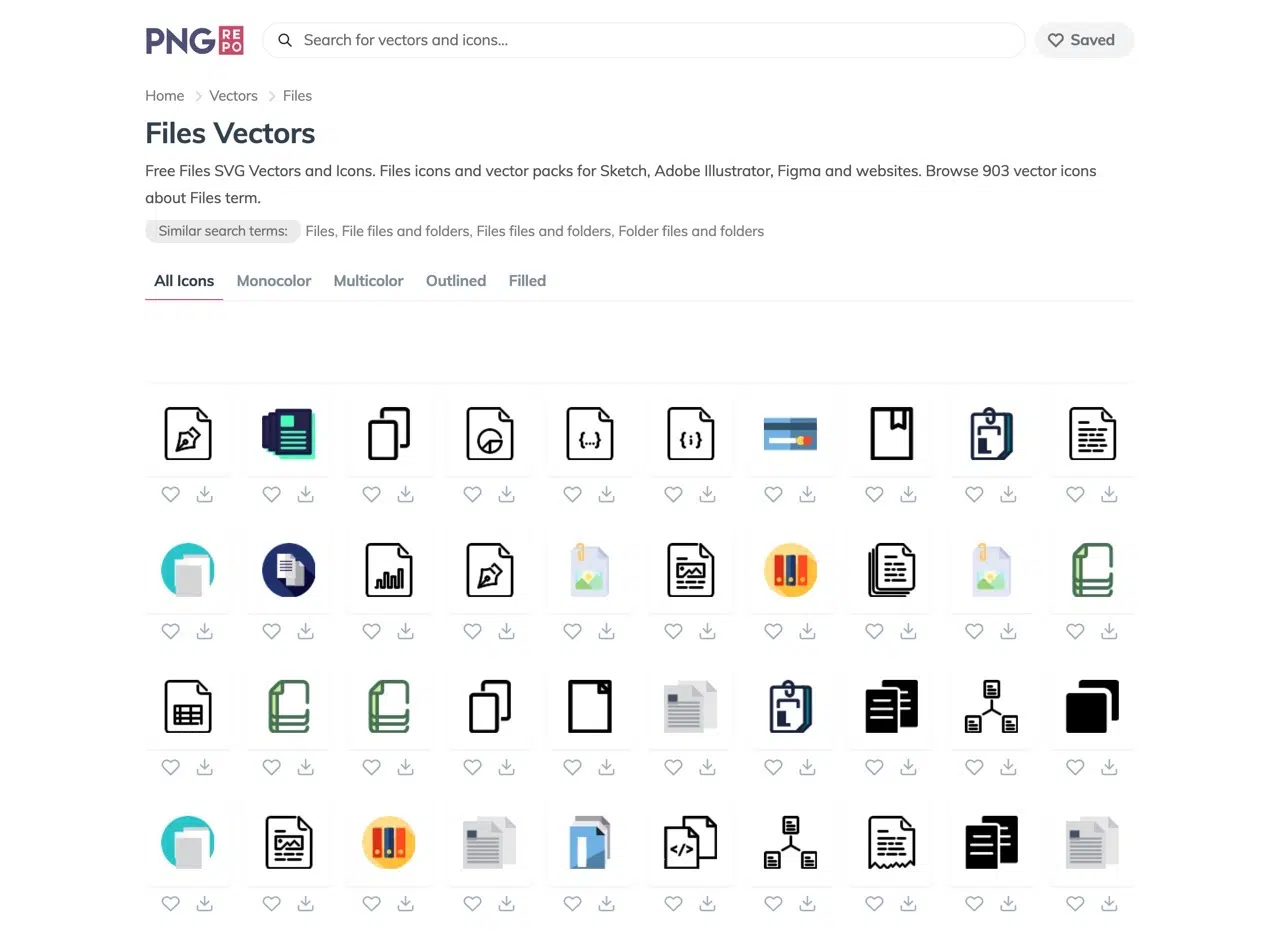 PNG REPO
Search for vectors and icons...
Saved
Home > Vectors > Files
Files Vectors
Free Files SVG Vectors and Icons. Files icons and vector packs for Sketch, Adobe Illustrator, Figma and websites. Browse 903 vector icons
about Files term.
Similar search terms: Files, File files and folders, Files files and folders, Folder files and folders
All Icons Monocolor Multicolor Outlined Filled
{...} {i}
</>